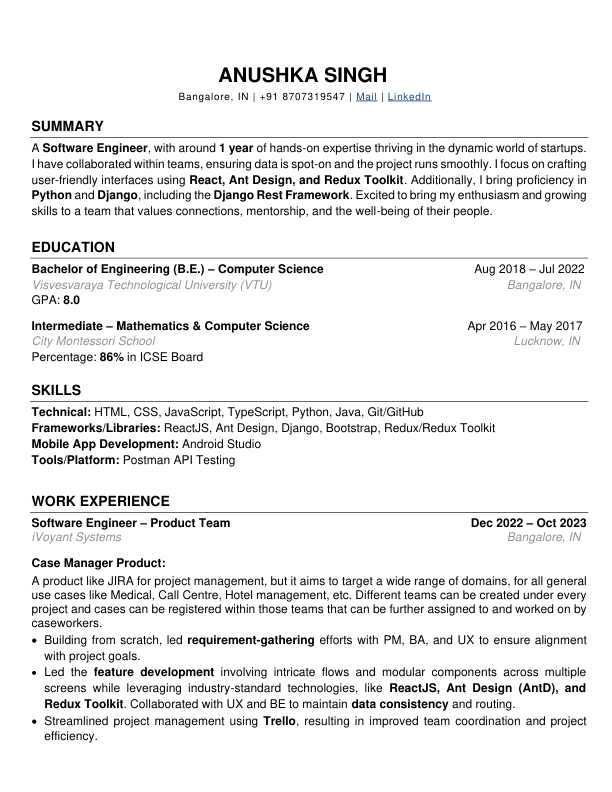 ANUSHKA SINGH
Bangalore, IN | +91 8707319547 | Mail | LinkedIn
SUMMARY
A Software Engineer, with around 1 year of hands-on expertise thriving in the dynamic world of startups.
I have collaborated within teams, ensuring data is spot-on and the project runs smoothly. I focus on crafting
user-friendly interfaces using React, Ant Design, and Redux Toolkit. Additionally, I bring proficiency in
Python and Django, including the Django Rest Framework. Excited to bring my enthusiasm and growing
skills to a team that values connections, mentorship, and the well-being of their people.
EDUCATION
Bachelor of Engineering (B.E.) – Computer Science Aug 2018 – Jul 2022
Visvesvaraya Technological University (VTU) Bangalore, IN
GPA: 8.0
Intermediate – Mathematics & Computer Science Apr 2016 – May 2017
City Montessori School Lucknow, IN
Percentage: 86% in ICSE Board
SKILLS
Technical: HTML, CSS, JavaScript, TypeScript, Python, Java, Git/GitHub
Frameworks/Libraries: ReactJS, Ant Design, Django, Bootstrap, Redux/Redux Toolkit
Mobile App Development: Android Studio
Tools/Platform: Postman API Testing
WORK EXPERIENCE
Software Engineer – Product Team Dec 2022 – Oct 2023
iVoyant Systems Bangalore, IN
Case Manager Product:
A product like JIRA for project management, but it aims to target a wide range of domains, for all general
use cases like Medical, Call Centre, Hotel management, etc. Different teams can be created under every
project and cases can be registered within those teams that can be further assigned to and worked on by
caseworkers.
• Building from scratch, led requirement-gathering efforts with PM, BA, and UX to ensure alignment
with project goals.
• Led the feature development involving intricate flows and modular components across multiple
screens while leveraging industry-standard technologies, like ReactJS, Ant Design (AntD), and
Redux Toolkit. Collaborated with UX and BE to maintain data consistency and routing.
• Streamlined project management using Trello, resulting in improved team coordination and project
efficiency.